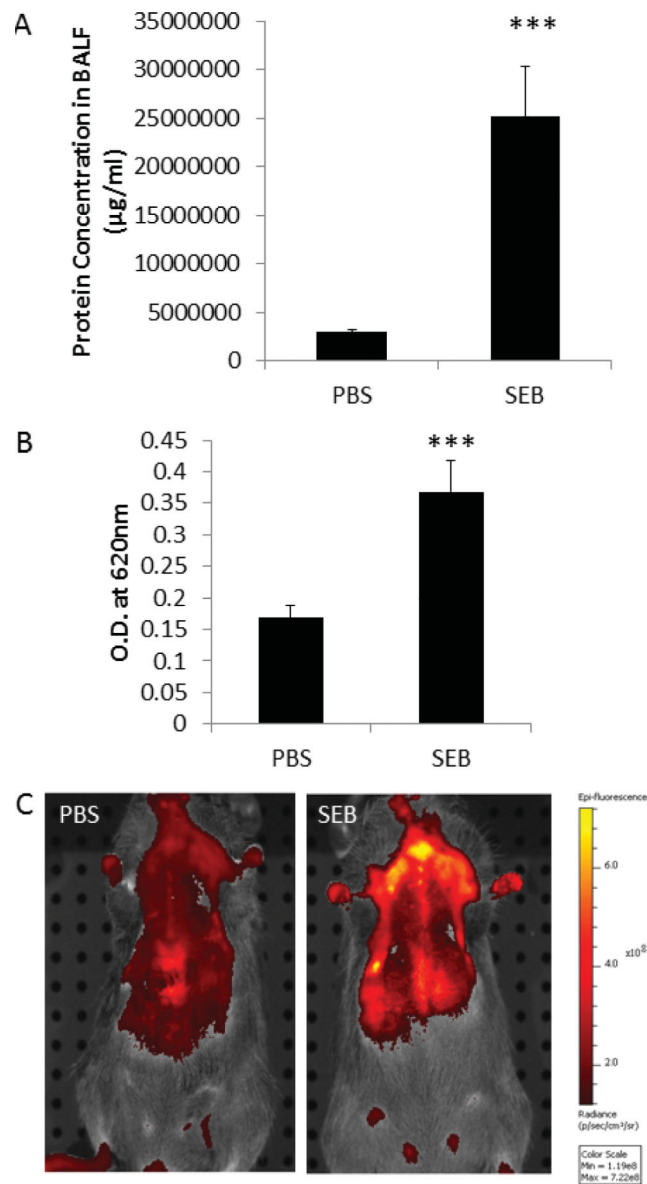 A
***
Protein Concentration in BALF
(µg/ml)
35000000
30000000
25000000
20000000
15000000
10000000
5000000
0
PBS
SEB
B
***
O.D. at 620nm
0.45
0.4
0.35
0.3
0.25
0.2
0.15
0.1
0.05
0
PBS
SEB
C
PBS
SEB
Epi-fluorescence
6.0
x10⁸
4.0
2.0
Radiance
(p/sec/cm²/sr)
Color Scale
Min = 1.19e8
Max = 7.22e8